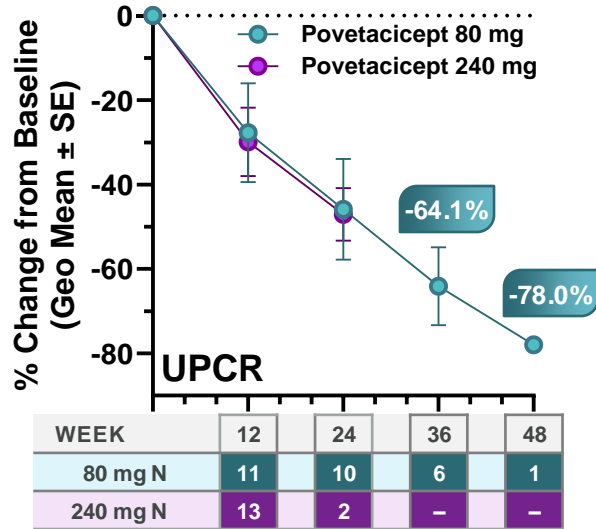 % Change from Baseline
(Geo Mean ± SE)
0
-20
-40
-60
-80
Povetacicept 80 mg
Povetacicept 240 mg
-64.1%
-78.0%
UPCR
WEEK 12 24 36 48
80 mg N 11 10 6 1
240 mg N 13 2 – –